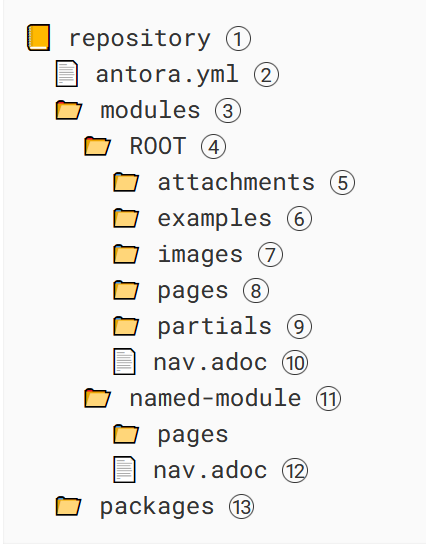 repository 1
antora.yml 2
modules 3
ROOT 4
attachments 5
examples 6
images 7
pages 8
partials 9
nav.adoc 10
named-module 11
pages
nav.adoc 12
packages 13